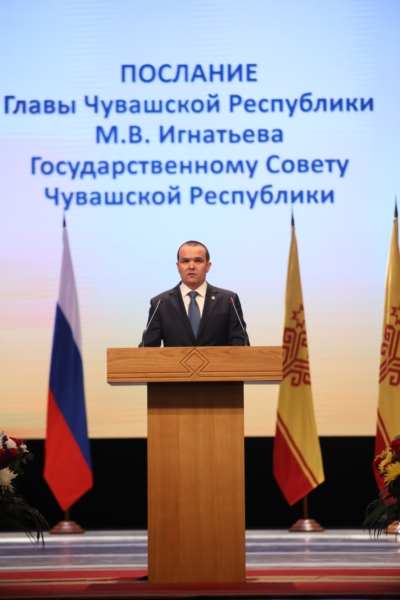 ПОСЛАНИЕ
Главы Чувашской Республики
М.В. Игнатьева
Государственному Совету
Чувашской Республики